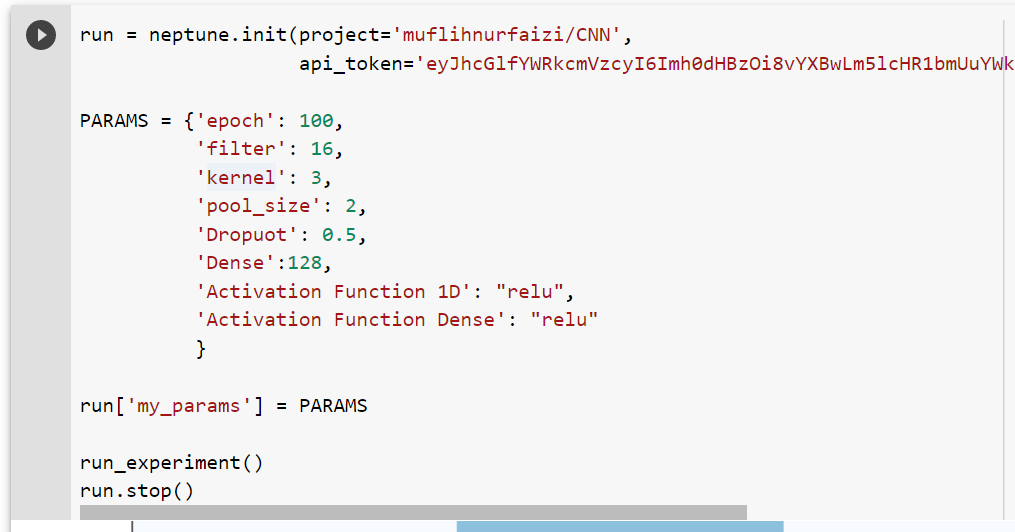 run = neptune.init(project='muflihnurfaizi/CNN',
api_token='eyJhcGlfYWRkcmVzcyI6Imh0dHBzOi8vYXBwLm5lcHR1bmUuYWk
PARAMS = {'epoch': 100,
'filter': 16,
'kernel': 3,
'pool_size': 2,
'Dropuot': 0.5,
'Dense':128,
'Activation Function 1D': "relu",
'Activation Function Dense': "relu"
}
run['my_params'] = PARAMS
run_experiment()
run.stop()